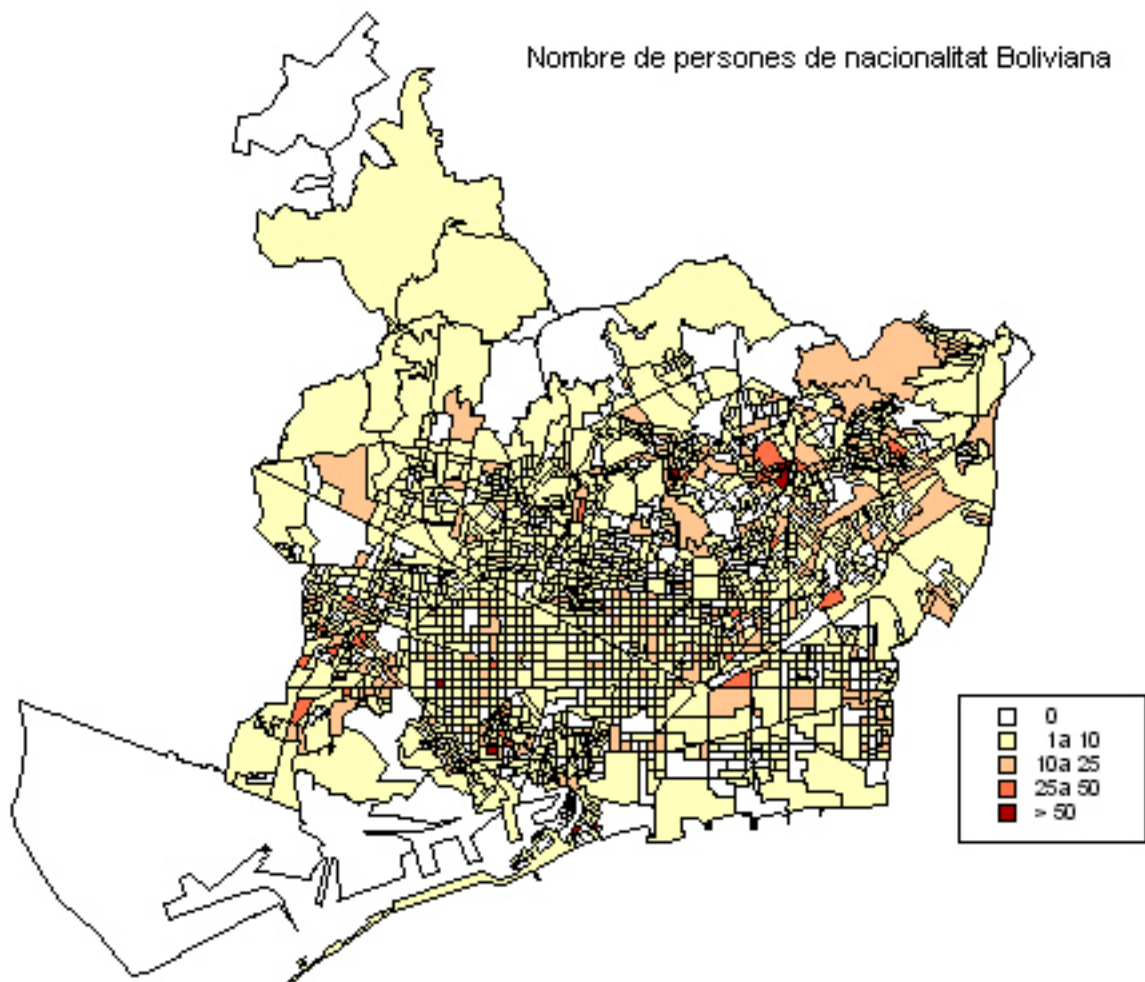 Nombre de persones de nacionalitat Boliviana
0
1a 10
10a 25
25a 50
> 50